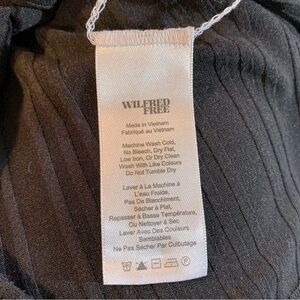 WILFRED
FREE
Made in Vietnam
Fabriqué au Vietnam
Machine Wash Cold,
No Bleach, Dry Flat,
Low Iron, Or Dry Clean
Wash With Like Colours
Do Not Tumble Dry
Laver À La Machine à
L'eau Froide,
Pas De Blanchiment,
Sécher à Plat,
Repasser à Basse Température,
Ou Nettoyer à Sec
Laver Avec Des Couleurs
Semblables
Ne Pas Sécher Par Culbutage